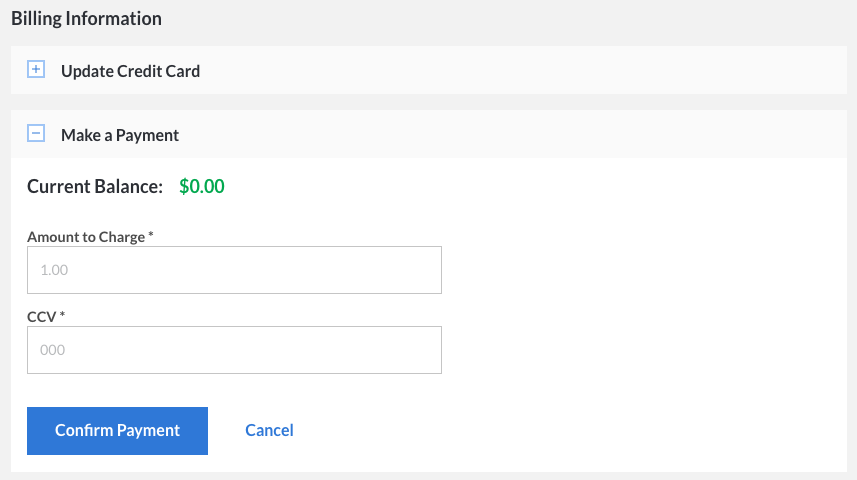 Billing Information
Update Credit Card
Make a Payment
Current Balance: $0.00
Amount to Charge *
1.00
CCV *
000
Confirm Payment Cancel